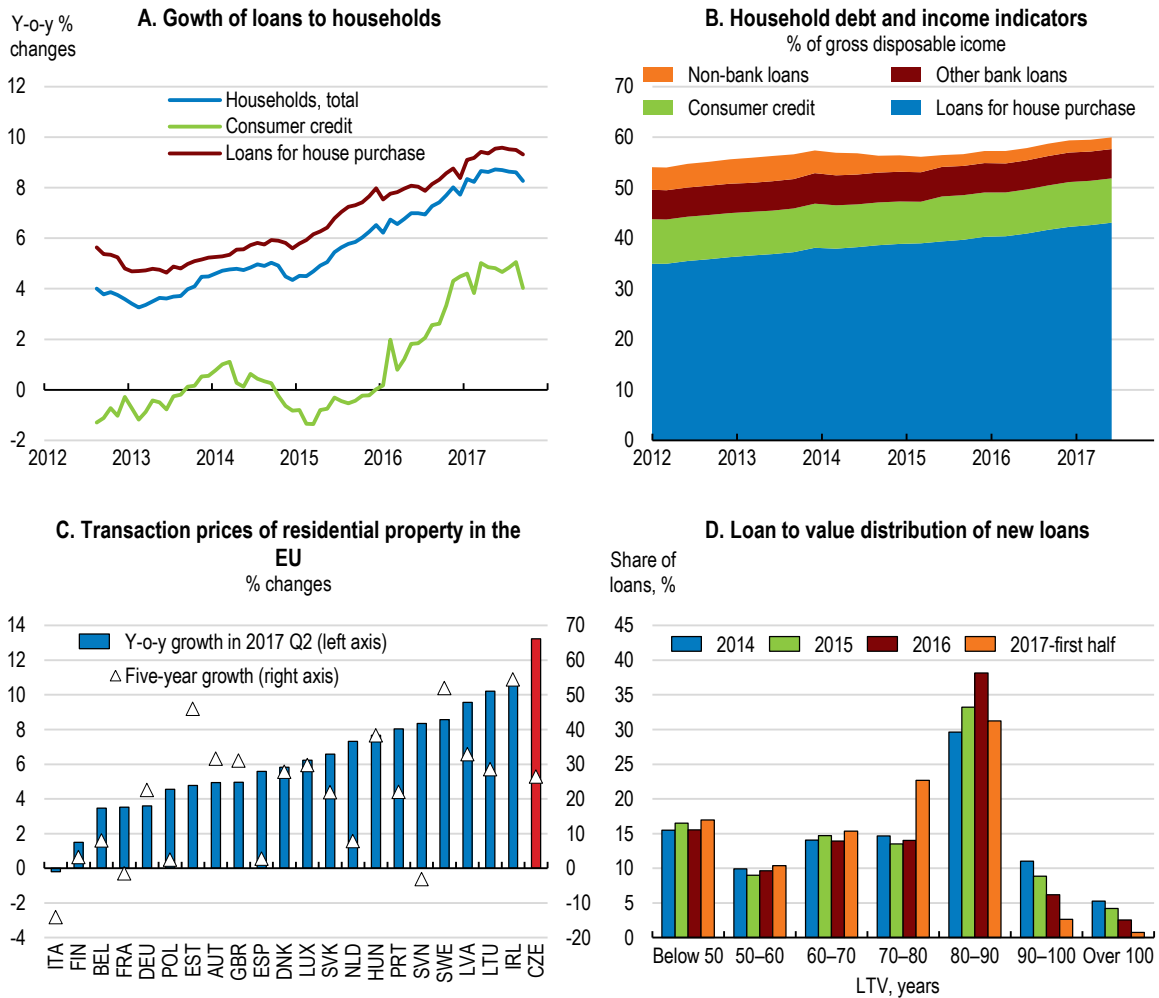 A. Gowth of loans to households
Y-o-y %
changes
Households, total
Consumer credit
Loans for house purchase
12
10
8
6
4
2
0
-2
2012 2013 2014 2015 2016 2017
B. Household debt and income indicators
% of gross disposable icome
Non-bank loans Other bank loans
Consumer credit Loans for house purchase
70
60
50
40
30
20
10
0
2012 2013 2014 2015 2016 2017
C. Transaction prices of residential property in the
EU
% changes
Y-o-y growth in 2017 Q2 (left axis)
Five-year growth (right axis)
14
12
10
8
6
4
2
0
-2
-4
70
60
50
40
30
20
10
0
-10
-20
ITA FIN BEL FRA DEU POL EST AUT GBR ESP DNK LUX SVK NLD HUN PRT SVN SWE LVA LTU IRL CZE
D. Loan to value distribution of new loans
Share of
loans, %
2014 2015 2016 2017-first half
45
40
35
30
25
20
15
10
5
0
Below 50 50–60 60–70 70–80 80–90 90–100 Over 100
LTV, years